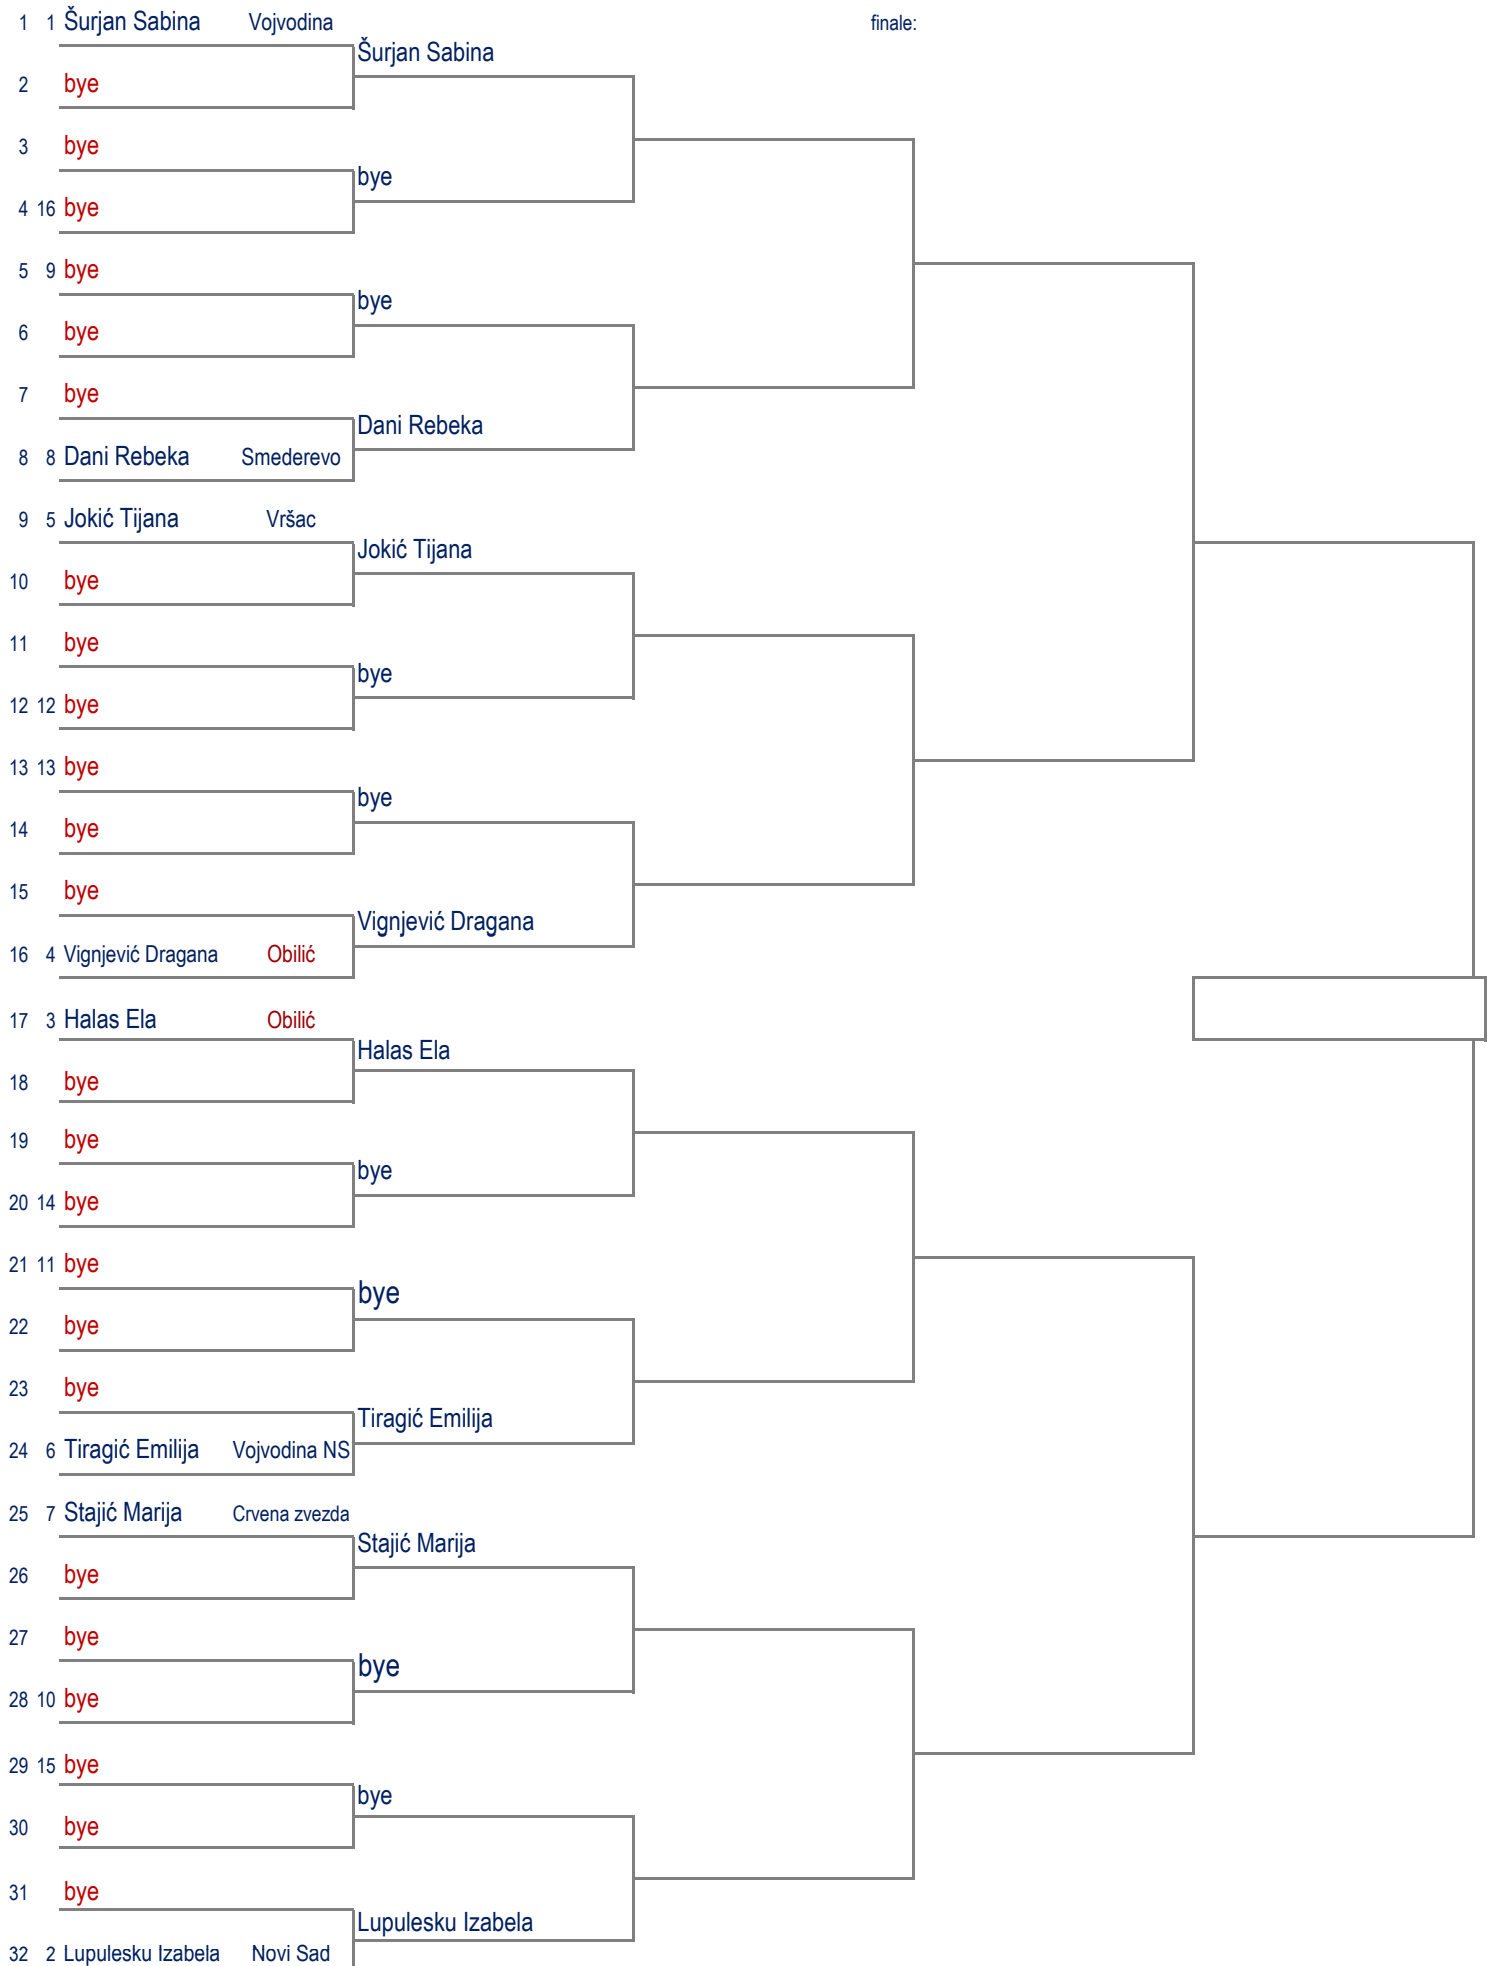 1 1 Šurjan Sabina Vojvodina finale:
Šurjan Sabina
2 bye
3 bye
bye
4 16 bye
5 9 bye
bye
6 bye
7 bye
Dani Rebeka
8 8 Dani Rebeka Smederevo
9 5 Jokić Tijana Vršac
Jokić Tijana
10 bye
11 bye
bye
12 12 bye
13 13 bye
bye
14 bye
15 bye
Vignjević Dragana
16 4 Vignjević Dragana Obilić
17 3 Halas Ela Obilić
Halas Ela
18 bye
19 bye
bye
20 14 bye
21 11 bye
bye
22 bye
23 bye
Tiragić Emilija
24 6 Tiragić Emilija Vojvodina NS
25 7 Stajić Marija Crvena zvezda
Stajić Marija
26 bye
27 bye
bye
28 10 bye
29 15 bye
bye
30 bye
31 bye
Lupulesku Izabela
32 2 Lupulesku Izabela Novi Sad